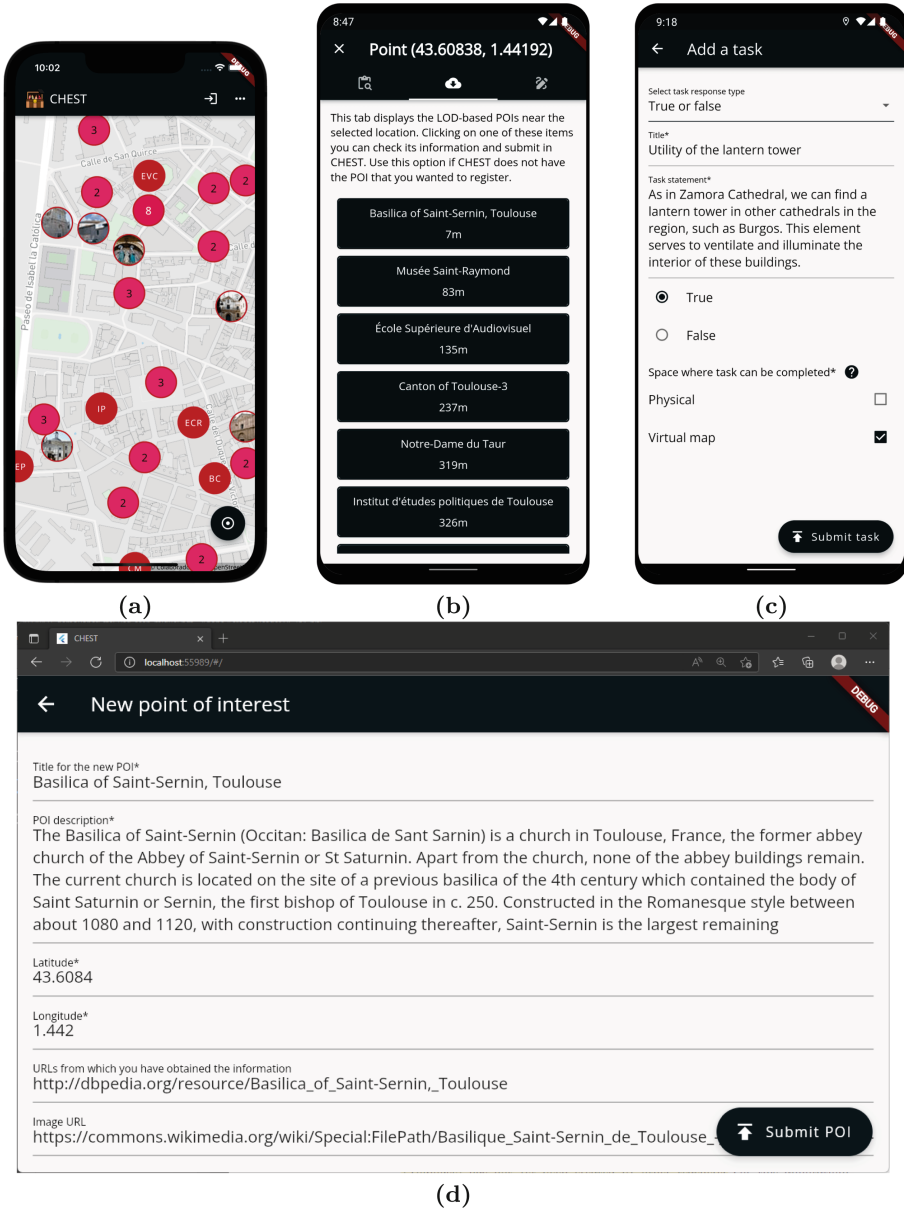 10:02
DEBUG
CHEST
3
Calle de San Quirce
EVC
2
2
2
8
Paseo de Isabel la Católica
2
3
3
3
IP
ECR
Calle del Duque
Victor
2
EP
BC
2
2
CM
2
(a)
8:47
DEBUG
× Point (43.60838, 1.44192)
This tab displays the LOD-based POIs near the
selected location. Clicking on one of these items
you can check its information and submit in
CHEST. Use this option if CHEST does not have
the POI that you wanted to register.
Basilica of Saint-Sernin, Toulouse
7m
Musée Saint-Raymond
83m
École Supérieure d'Audiovisuel
135m
Canton of Toulouse-3
237m
Notre-Dame du Taur
319m
Institut d'études politiques de Toulouse
326m
(b)
9:18
DEBUG
Add a task
Select task response type
True or false
Title*
Utility of the lantern tower
Task statement*
As in Zamora Cathedral, we can find a
lantern tower in other cathedrals in the
region, such as Burgos. This element
serves to ventilate and illuminate the
interior of these buildings.
True
False
Space where task can be completed* ?
Physical
Virtual map
Submit task
(c)
CHEST
localhost:55989/#/
New point of interest
DEBUG
Title for the new POI*
Basilica of Saint-Sernin, Toulouse
POI description*
The Basilica of Saint-Sernin (Occitan: Basilica de Sant Sarnin) is a church in Toulouse, France, the former abbey
church of the Abbey of Saint-Sernin or St Saturnin. Apart from the church, none of the abbey buildings remain.
The current church is located on the site of a previous basilica of the 4th century which contained the body of
Saint Saturnin or Sernin, the first bishop of Toulouse in c. 250. Constructed in the Romanesque style between
about 1080 and 1120, with construction continuing thereafter, Saint-Sernin is the largest remaining
Latitude*
43.6084
Longitude*
1.442
URLs from which you have obtained the information
http://dbpedia.org/resource/Basilica_of_Saint-Sernin,_Toulouse
Image URL
https://commons.wikimedia.org/wiki/Special:FilePath/Basilique_Saint-Sernin_de_Toulouse_-
Submit POI
(d)